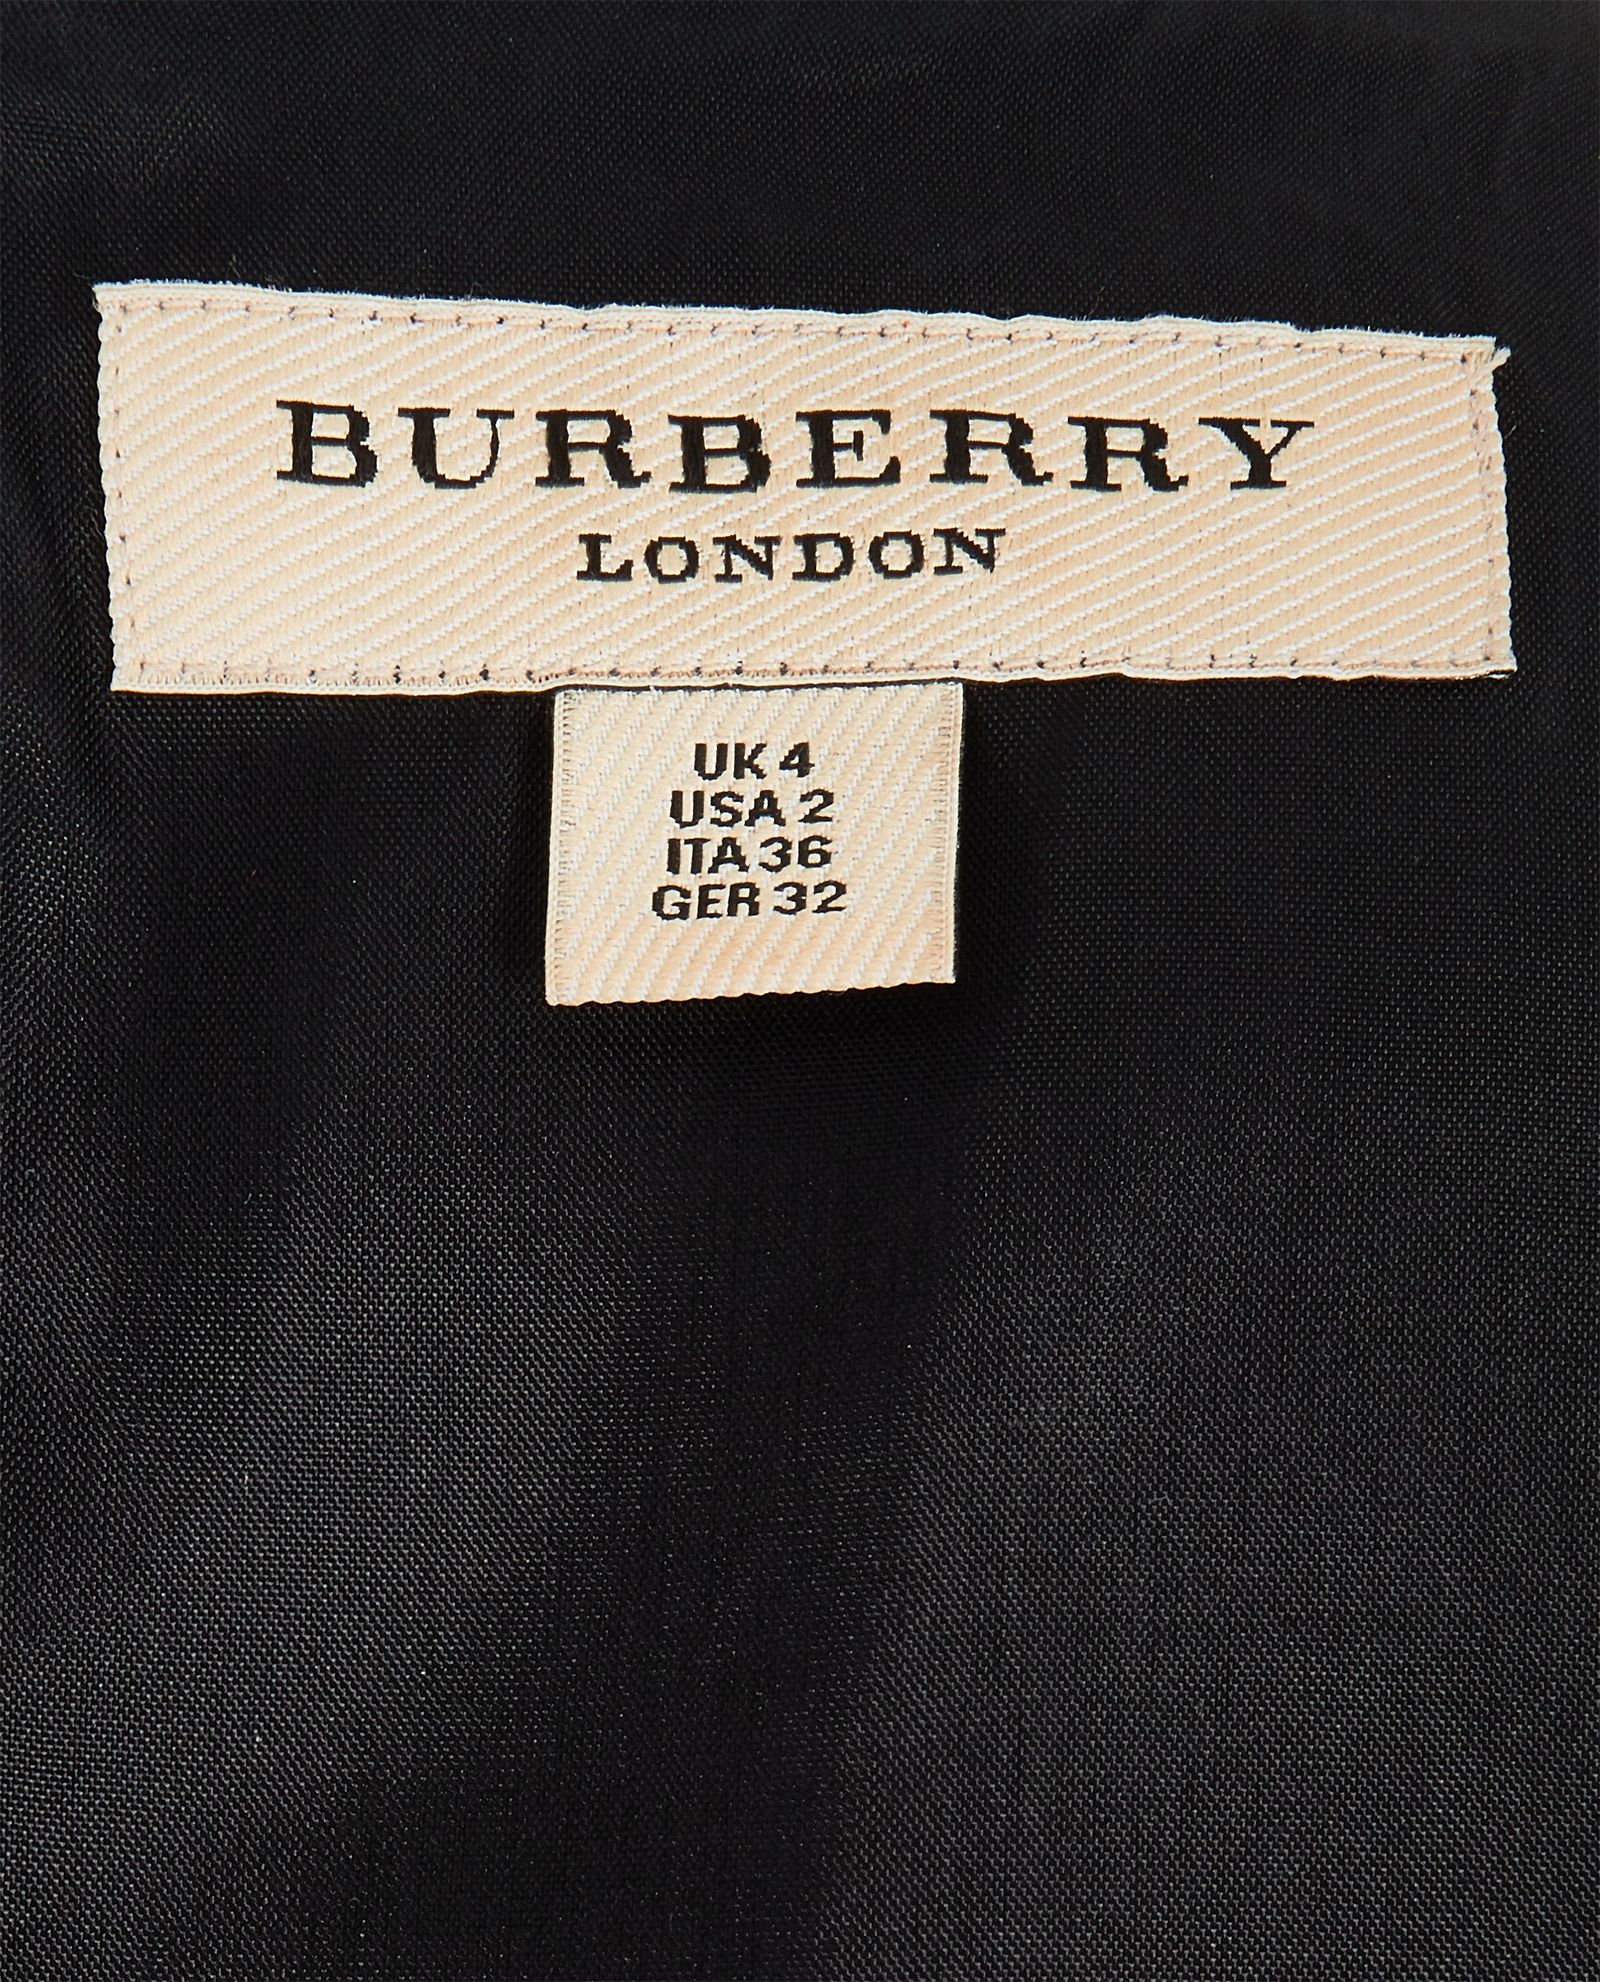 BURBERRY
LONDON
UK 4
USA 2
ITA 36
GER 32